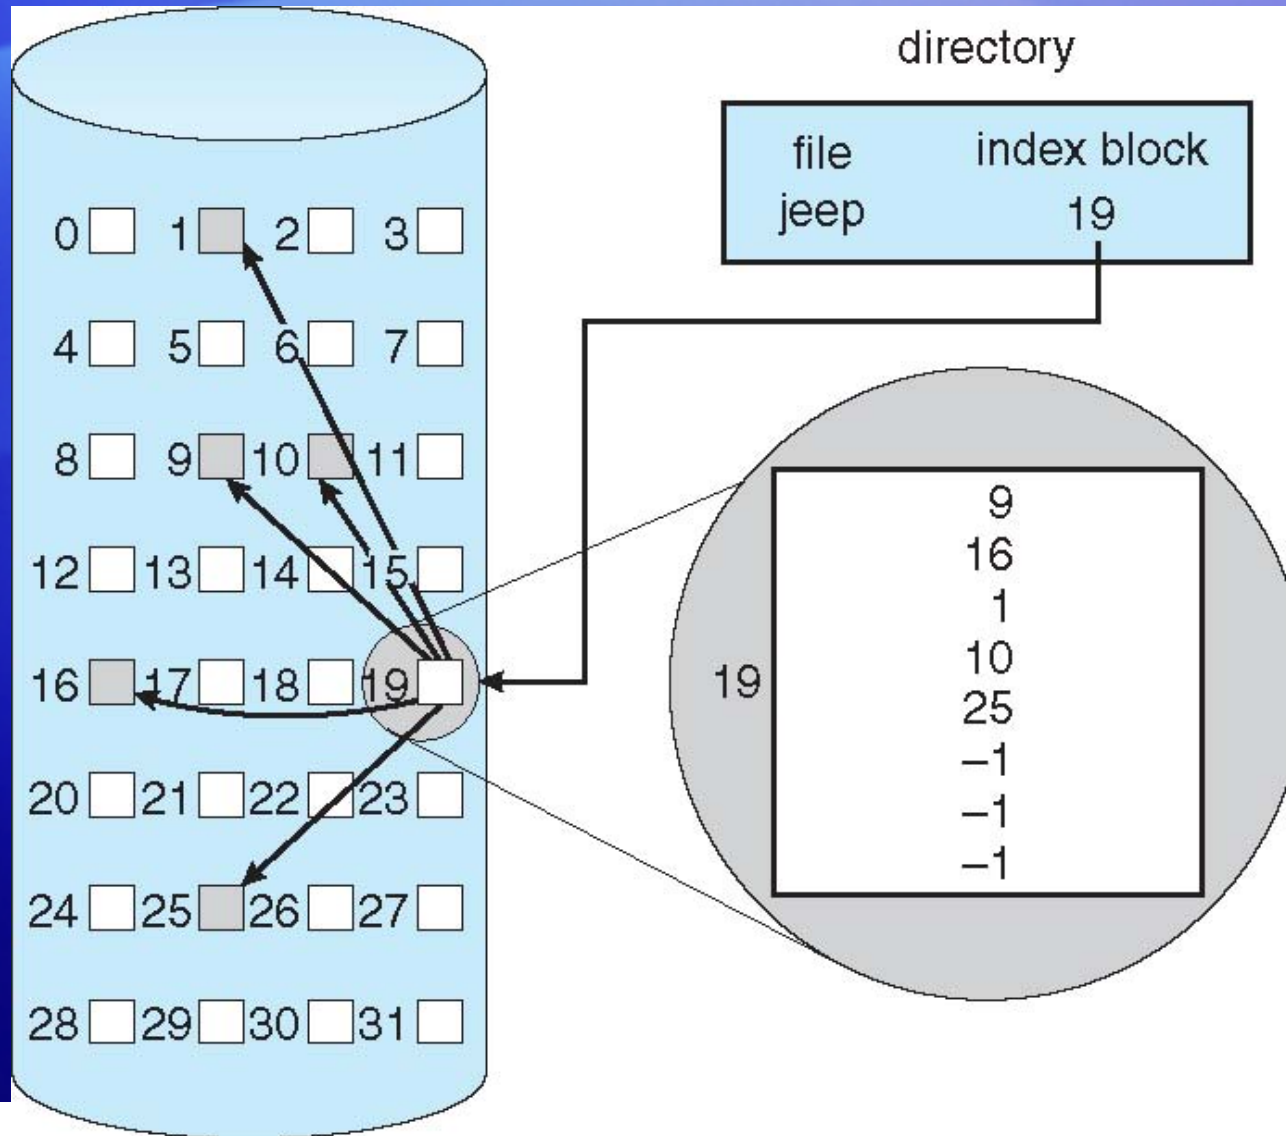 directory
file index block
jeep 19
0 1 2 3
4 5 6 7
8 9 10 11
12 13 14 15
16 17 18 19
20 21 22 23
24 25 26 27
28 29 30 31
19
9
16
1
10
25
–1
–1
–1